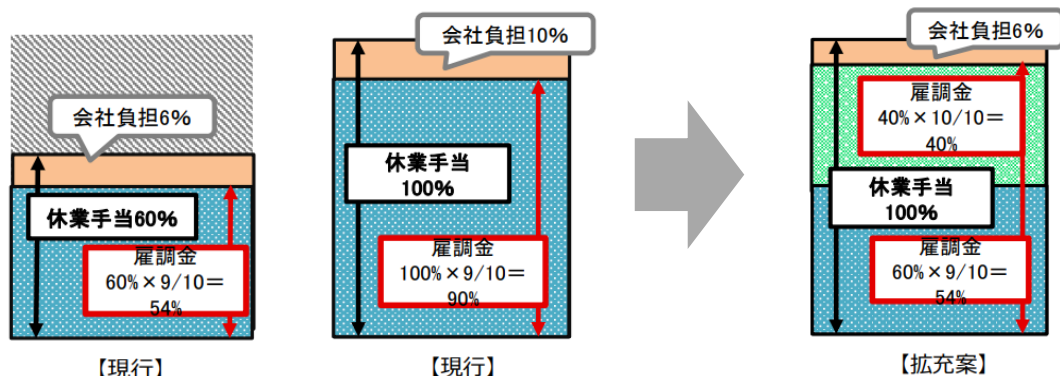 会社負担6%
休業手当60%
雇調金
60%×9/10＝
54%
【現行】
会社負担10%
休業手当
100%
雇調金
100%×9/10＝
90%
【現行】
会社負担6%
雇調金
40%×10/10＝
40%
休業手当
100%
雇調金
60%×9/10＝
54%
【拡充案】